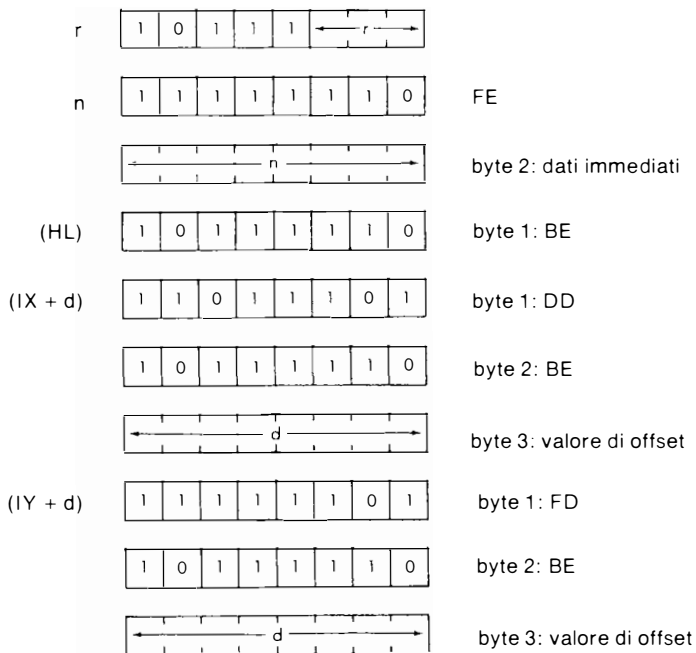 r 1 0 1 1 1 r
n 1 1 1 1 1 1 1 0 FE
n byte 2: dati immediati
(HL) 1 0 1 1 1 1 1 0 byte 1: BE
(IX + d) 1 1 0 1 1 1 0 1 byte 1: DD
1 0 1 1 1 1 1 0 byte 2: BE
d byte 3: valore di offset
(IY + d) 1 1 1 1 1 1 0 1 byte 1: FD
1 0 1 1 1 1 1 0 byte 2: BE
d byte 3: valore di offset